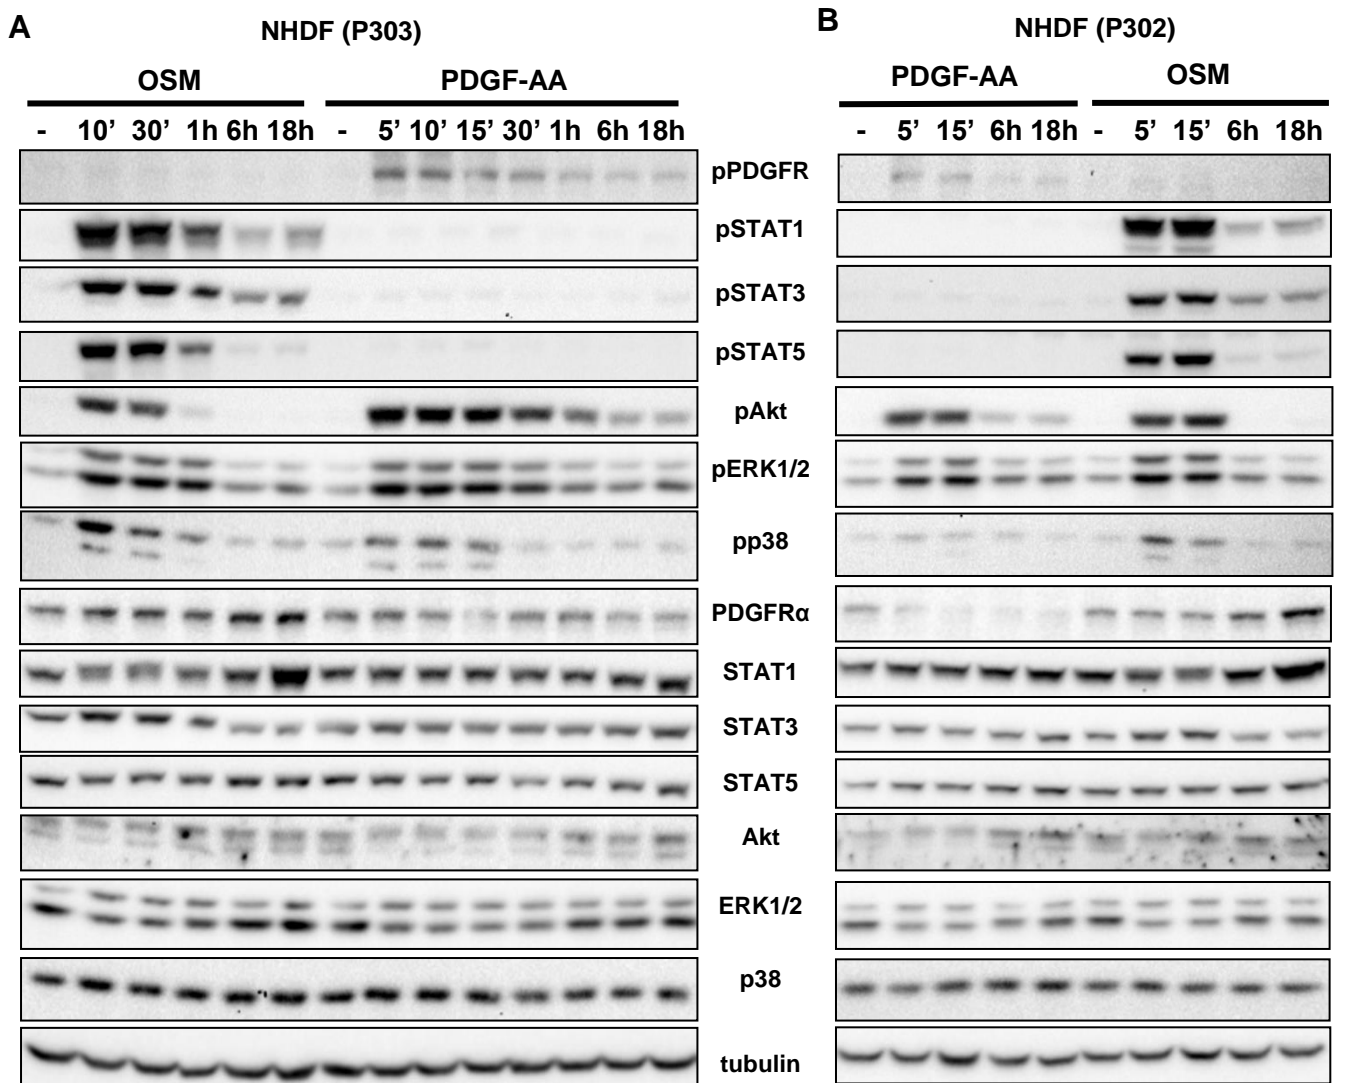 A
NHDF (P303)
OSM PDGF-AA
- 10’ 30’ 1h 6h 18h - 5’ 10’ 15’ 30’ 1h 6h 18h
B
NHDF (P302)
PDGF-AA OSM
- 5’ 15’ 6h 18h - 5’ 15’ 6h 18h
pPDGFR
pSTAT1
pSTAT3
pSTAT5
pAkt
pERK1/2
pp38
PDGFRα
STAT1
STAT3
STAT5
Akt
ERK1/2
p38
tubulin